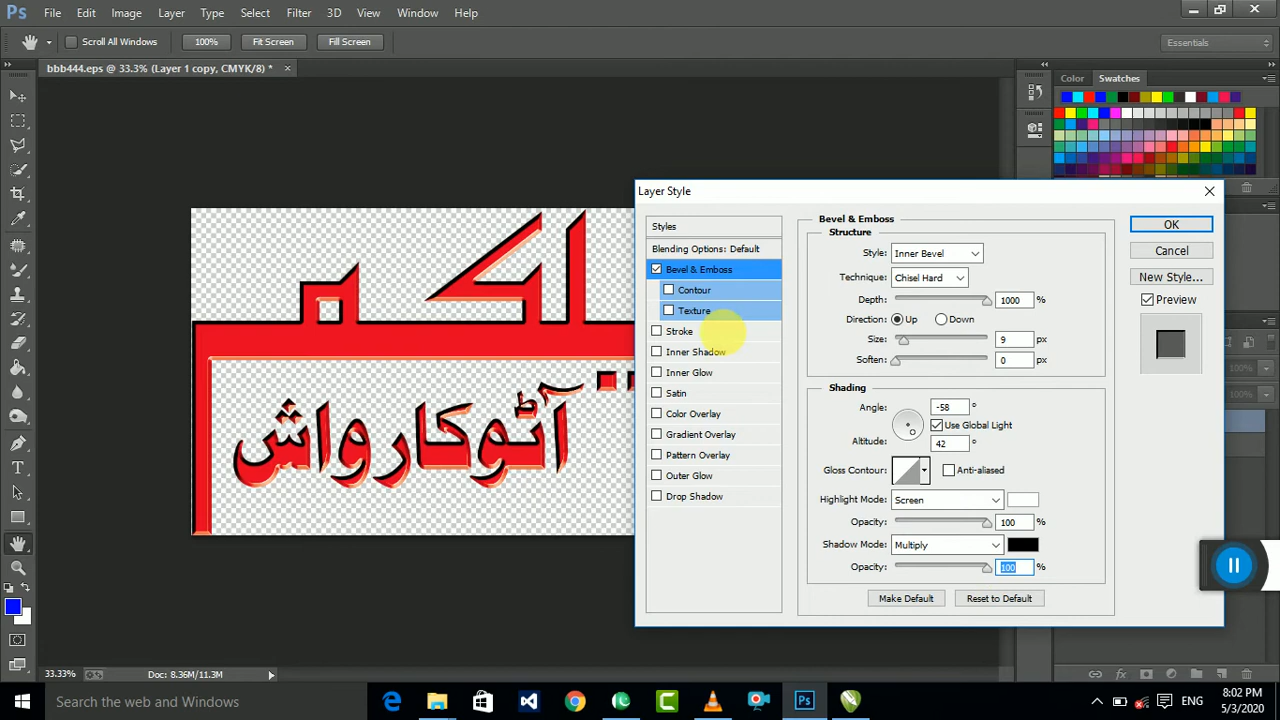 Ps File Edit Image Layer Type Select Filter 3D View Window Help
Scroll All Windows 100% Fit Screen Fill Screen Essentials
bbb444.eps @ 33.3% (Layer 1 copy, CMYK/8) * ×
Color Swatches
Layer Style
Styles
Blending Options: Default
Bevel & Emboss
Contour
Texture
Stroke
Inner Shadow
Inner Glow
Satin
Color Overlay
Gradient Overlay
Pattern Overlay
Outer Glow
Drop Shadow
Bevel & Emboss
Structure
Style: Inner Bevel
Technique: Chisel Hard
Depth: 1000 %
Direction: Up Down
Size: 9 px
Soften: 0 px
Shading
Angle: -58 °
Use Global Light
Altitude: 42 °
Gloss Contour: Anti-aliased
Highlight Mode: Screen
Opacity: 100 %
Shadow Mode: Multiply
Opacity: 100 %
Make Default Reset to Default
OK
Cancel
New Style...
Preview
آٹوکارواش
T
33.33% Doc: 8.36M/11.3M
fx
Search the web and Windows
Ps
ENG
8:02 PM
5/3/2020